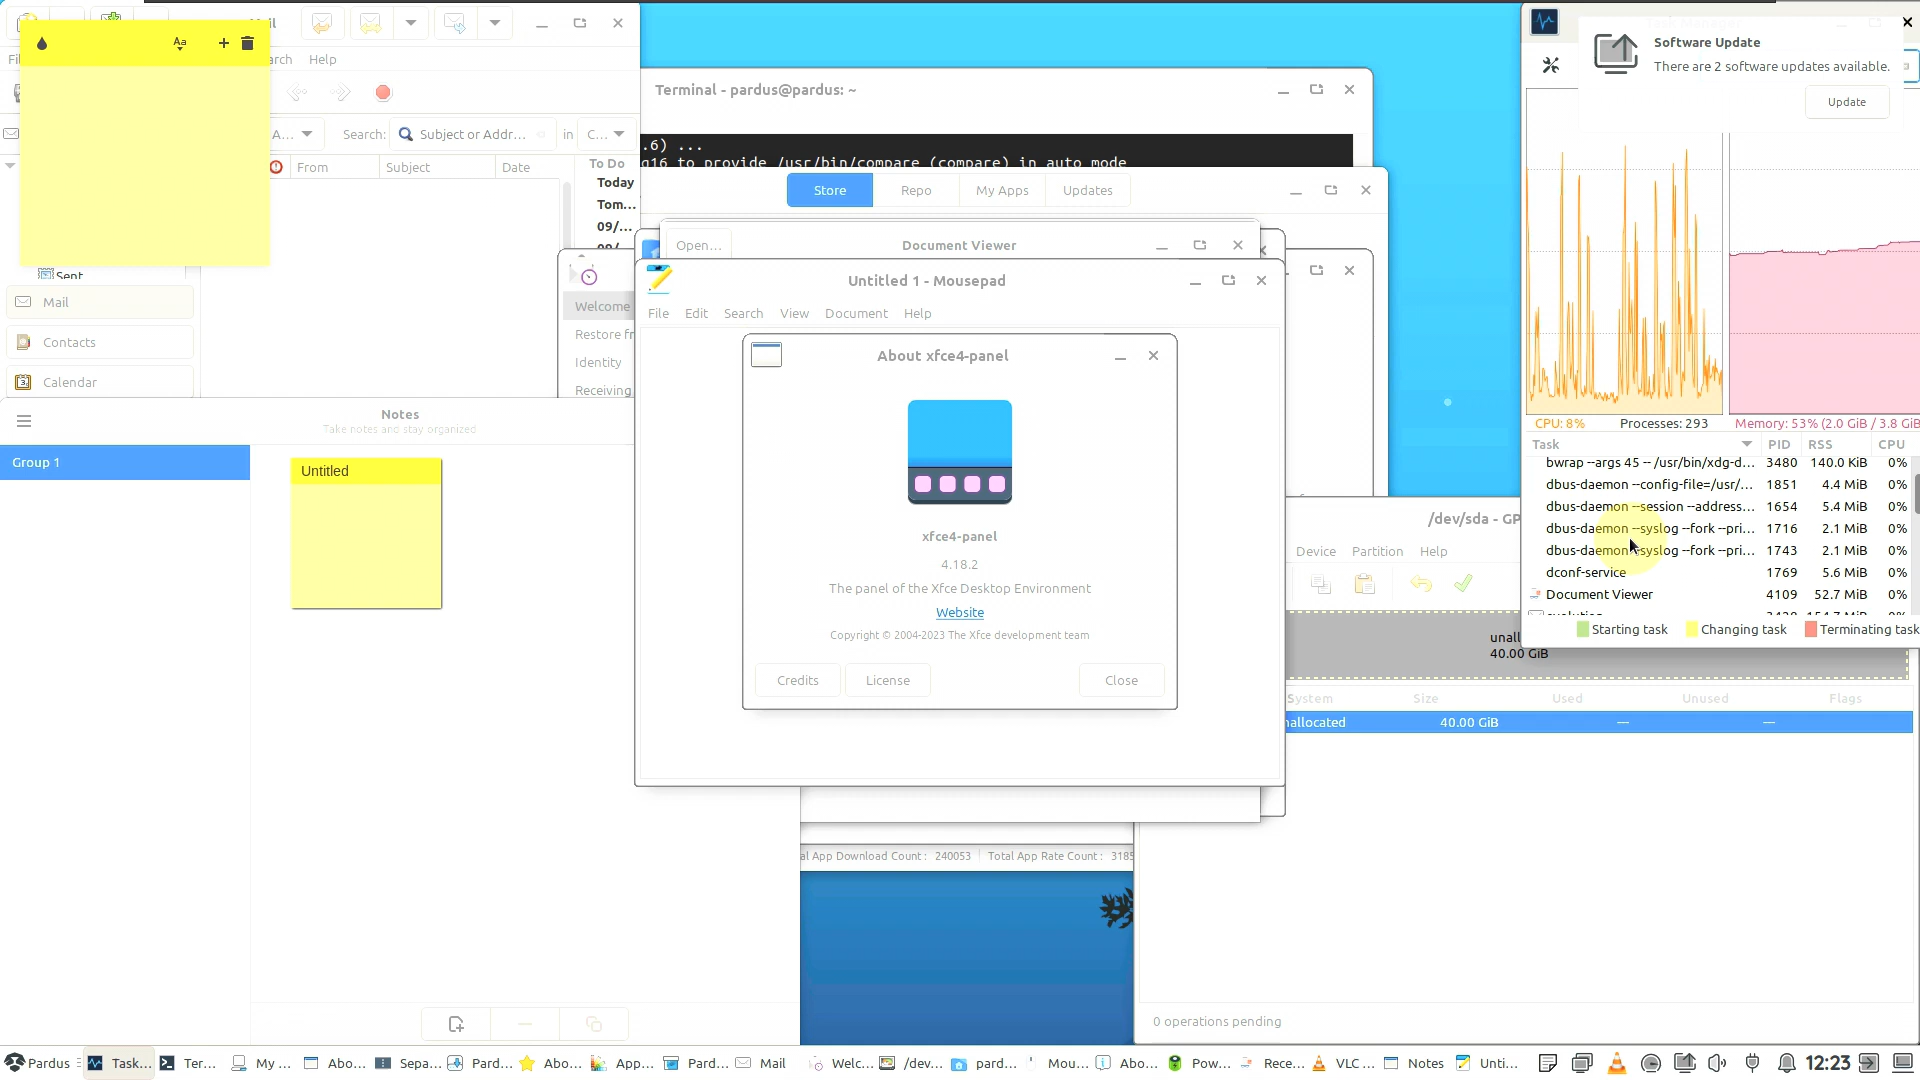 Aa
File
Search Help
Search: Subject or Addr... in C...
A...
From Subject Date
To Do
Today
Tom...
09/...
Sent
Mail
Contacts
Calendar
Welcome
Restore fr
Identity
Receiving
Notes
Take notes and stay organized
Group 1
Untitled
Terminal - pardus@pardus: ~
.6) ...
q16 to provide /usr/bin/compare (compare) in auto mode
Store Repo My Apps Updates
Open... Document Viewer
Untitled 1 - Mousepad
File Edit Search View Document Help
About xfce4-panel
xfce4-panel
4.18.2
The panel of the Xfce Desktop Environment
Website
Copyright © 2004-2023 The Xfce development team
Credits License Close
al App Download Count: 240053 Total App Rate Count: 3185
/dev/sda - GP
Device Partition Help
unall
40.00 GiB
System Size Used Unused Flags
nallocated 40.00 GiB — —
0 operations pending
Software Update
There are 2 software updates available.
Update
CPU: 8% Processes: 293 Memory: 53% (2.0 GiB / 3.8 GiB
Task PID RSS CPU
bwrap --args 45 -- /usr/bin/xdg-d... 3480 140.0 KiB 0%
dbus-daemon --config-file=/usr/... 1851 4.4 MiB 0%
dbus-daemon --session --address... 1654 5.4 MiB 0%
dbus-daemon --syslog --fork --pri... 1716 2.1 MiB 0%
dbus-daemon --syslog --fork --pri... 1743 2.1 MiB 0%
dconf-service 1769 5.6 MiB 0%
Document Viewer 4109 52.7 MiB 0%
Starting task Changing task Terminating task
Pardus Task... Ter... My ... Abo... Sepa... Pard... Abo... App... Pard... Mail Welc... /dev... pard... Mou... Abo... Pow... Rece... VLC ... Notes Unti... 12:23